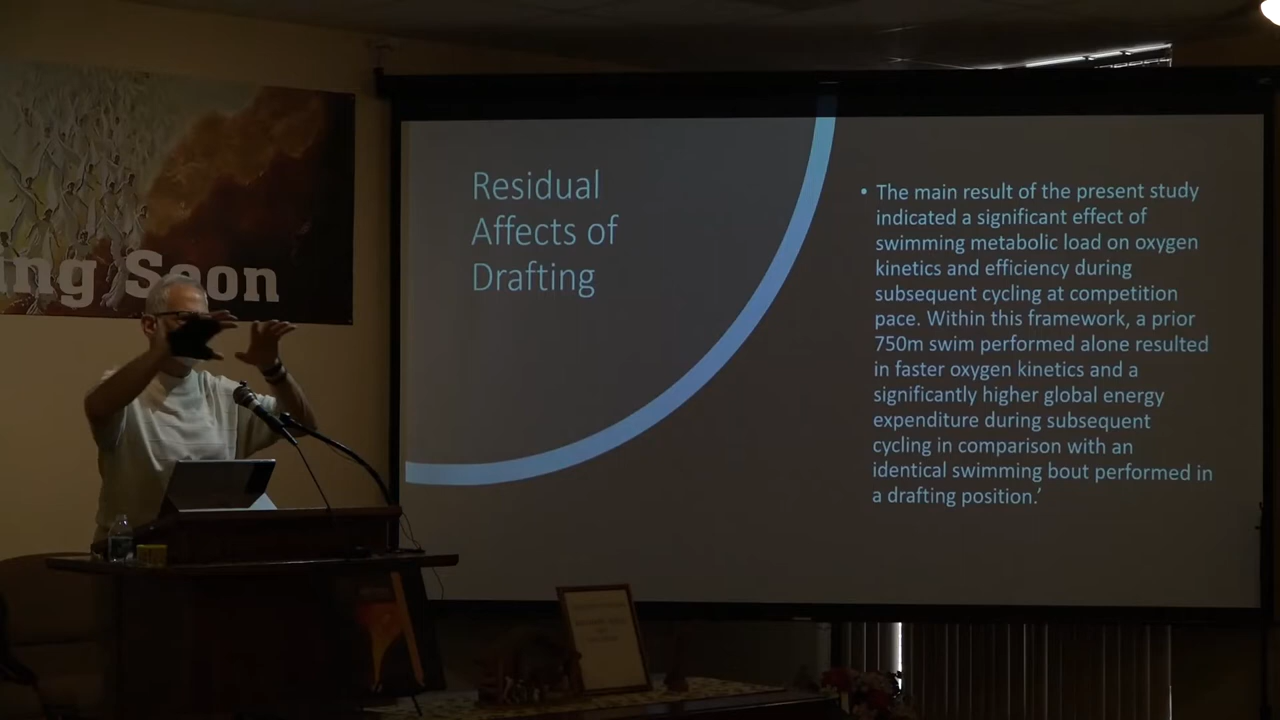 ing Soon
Residual
Affects of
Drafting
• The main result of the present study
indicated a significant effect of
swimming metabolic load on oxygen
kinetics and efficiency during
subsequent cycling at competition
pace. Within this framework, a prior
750m swim performed alone resulted
in faster oxygen kinetics and a
significantly higher global energy
expenditure during subsequent
cycling in comparison with an
identical swimming bout performed in
a drafting position.’